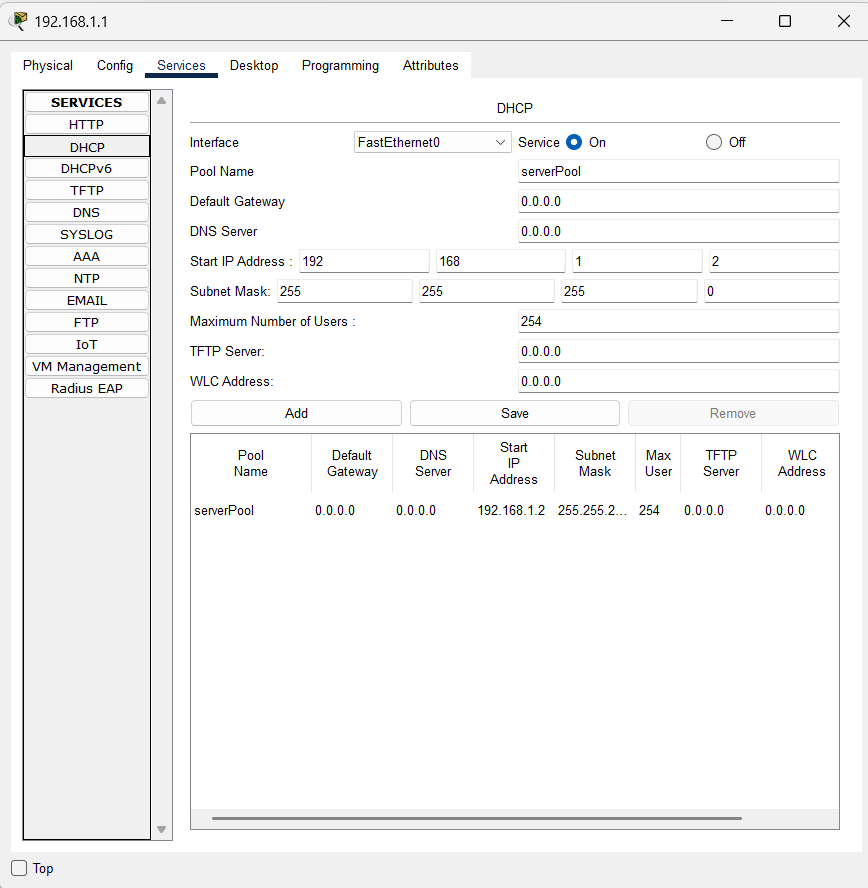 192.168.1.1
Physical Config Services Desktop Programming Attributes
SERVICES
HTTP
DHCP
DHCPv6
TFTP
DNS
SYSLOG
AAA
NTP
EMAIL
FTP
IoT
VM Management
Radius EAP
DHCP
Interface FastEthernet0 Service On Off
Pool Name serverPool
Default Gateway 0.0.0.0
DNS Server 0.0.0.0
Start IP Address : 192 168 1 2
Subnet Mask: 255 255 255 0
Maximum Number of Users : 254
TFTP Server: 0.0.0.0
WLC Address: 0.0.0.0
Add Save Remove
Pool Name Default Gateway DNS Server Start IP Address Subnet Mask Max User TFTP Server WLC Address
serverPool 0.0.0.0 0.0.0.0 192.168.1.2 255.255.2... 254 0.0.0.0 0.0.0.0
Top